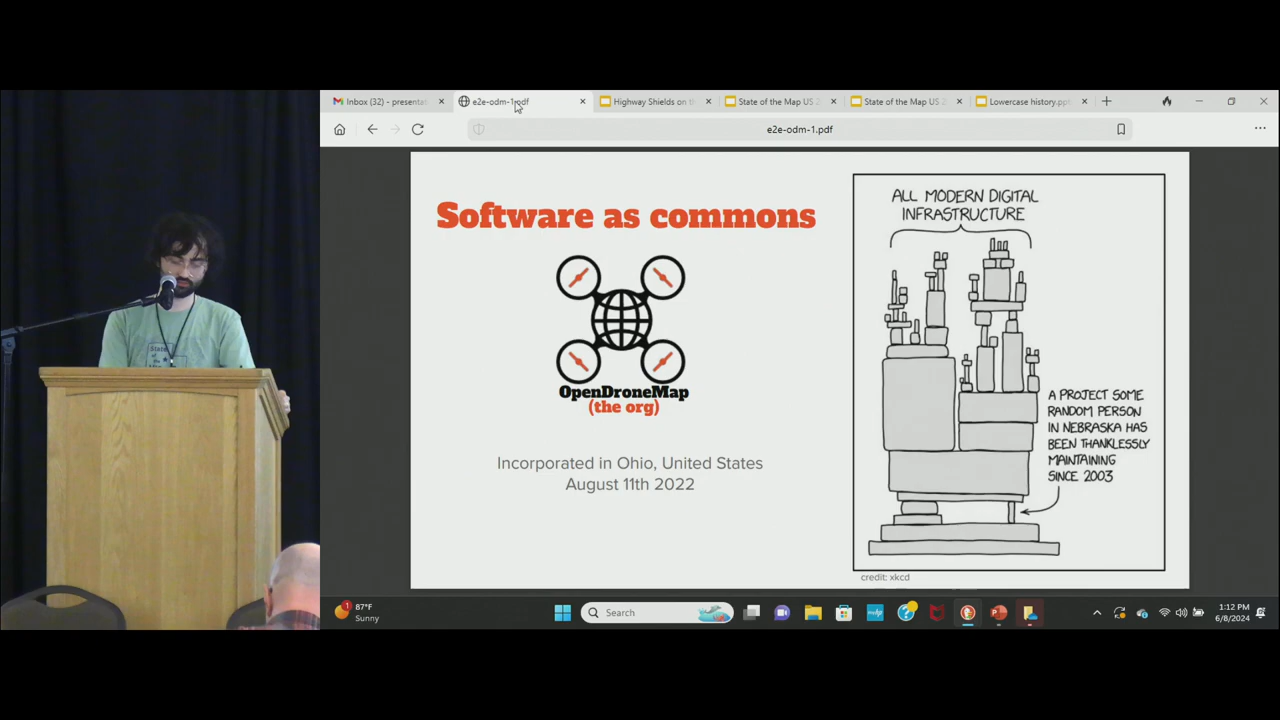 Inbox (32) - presentat
e2e-odm-1.pdf
Highway Shields on th
State of the Map US 2
State of the Map US 2
Lowercase history.ppt
e2e-odm-1.pdf
Software as commons
OpenDroneMap
(the org)
Incorporated in Ohio, United States
August 11th 2022
ALL MODERN DIGITAL
INFRASTRUCTURE
A PROJECT SOME
RANDOM PERSON
IN NEBRASKA HAS
BEEN THANKLESSLY
MAINTAINING
SINCE 2003
credit: xkcd
State
of
1
87°F
Sunny
Search
1:12 PM
6/8/2024